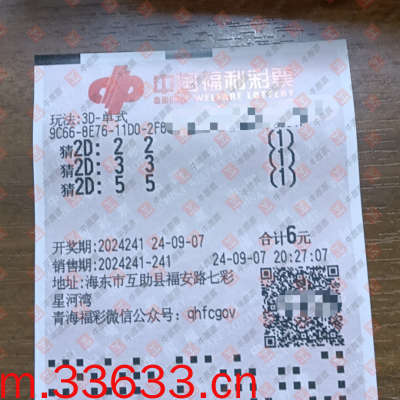 中国福利彩票
WELFARE LOTTERY
玩法:3D-单式
9C66-8E76-11D0-2F6
猜2D: 2 2 (1)
猜2D: 3 3 (1)
猜2D: 5 5 (1)
开奖期:2024241 24-09-07 合计6元
销售期:2024241-241 24-09-07 20:27:07
地址:海东市互助县福安路七彩
星河湾
青海福彩微信公众号: qhfcgov
m.33633.cn